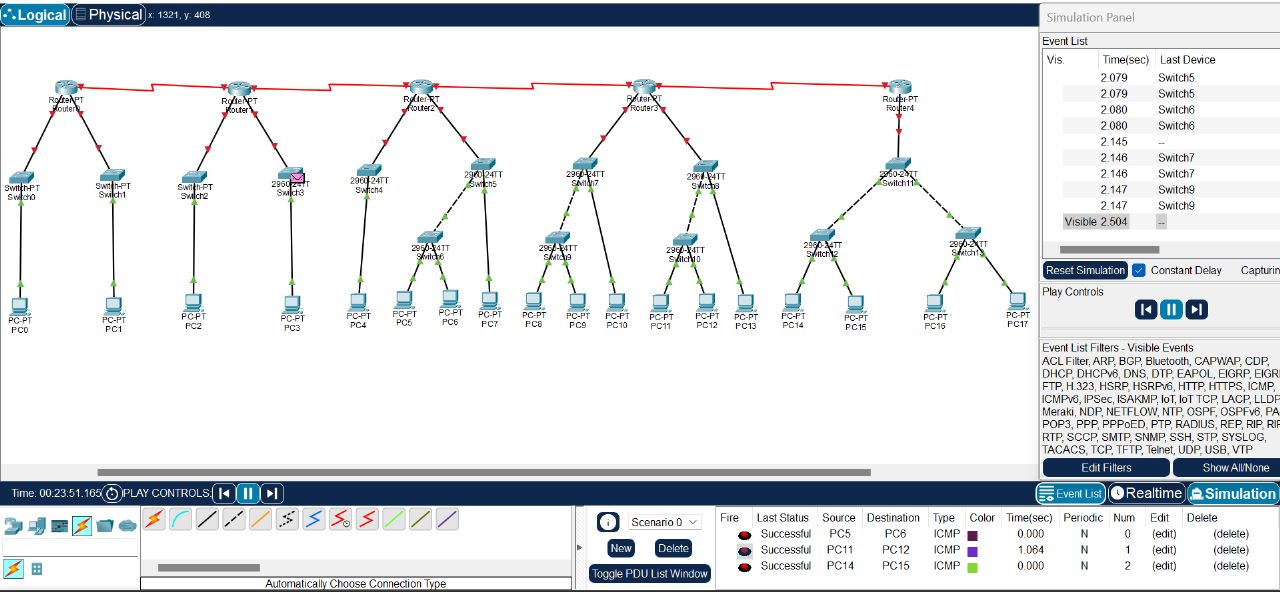 Logical Physical x: 1321, y: 408
Simulation Panel
Event List
Vis. Time(sec) Last Device
2.079 Switch5
2.079 Switch5
2.080 Switch6
2.080 Switch6
2.145 --
2.146 Switch7
2.146 Switch7
2.147 Switch9
2.147 Switch9
Visible 2.504 --
Reset Simulation Constant Delay Capturin
Play Controls
Event List Filters - Visible Events
ACL Filter, ARP, BGP, Bluetooth, CAPWAP, CDP,
DHCP, DHCPv6, DNS, DTP, EAPOL, EIGRP, EIGR
FTP, H.323, HSRP, HSRPv6, HTTP, HTTPS, ICMP,
ICMPv6, IPSec, ISAKMP, IoT, IoT TCP, LACP, LLDP
Meraki, NDP, NETFLOW, NTP, OSPF, OSPFv6, PA
POP3, PPP, PPPoED, PTP, RADIUS, REP, RIP, RIP
RTP, SCCP, SMTP, SNMP, SSH, STP, SYSLOG,
TACACS, TCP, TFTP, Telnet, UDP, USB, VTP
Edit Filters Show All/None
Event List Realtime Simulation
Router-PT
Router0
Router-PT
Router1
Router-PT
Router2
Router-PT
Router3
Router-PT
Router4
Switch-PT
Switch0
Switch-PT
Switch1
Switch-PT
Switch2
2960-24TT
Switch3
2960-24TT
Switch4
2960-24TT
Switch5
2960-24TT
Switch7
2960-24TT
2960-24TT
Switch11
2960-24TT
Switch6
2960-24TT
Switch9
2960-24TT
Switch10
2960-24TT
Switch12
2960-24TT
PC-PT
PC0
PC-PT
PC1
PC-PT
PC2
PC-PT
PC3
PC-PT
PC4
PC-PT
PC5
PC-PT
PC6
PC-PT
PC7
PC-PT
PC8
PC-PT
PC9
PC-PT
PC10
PC-PT
PC11
PC-PT
PC12
PC-PT
PC13
PC-PT
PC14
PC-PT
PC15
PC-PT
PC16
PC-PT
PC17
Time: 00:23:51.165 PLAY CONTROLS:
Automatically Choose Connection Type
Scenario 0
New Delete
Toggle PDU List Window
Fire Last Status Source Destination Type Color Time(sec) Periodic Num Edit Delete
Successful PC5 PC6 ICMP 0.000 N 0 (edit) (delete)
Successful PC11 PC12 ICMP 1.064 N 1 (edit) (delete)
Successful PC14 PC15 ICMP 0.000 N 2 (edit) (delete)